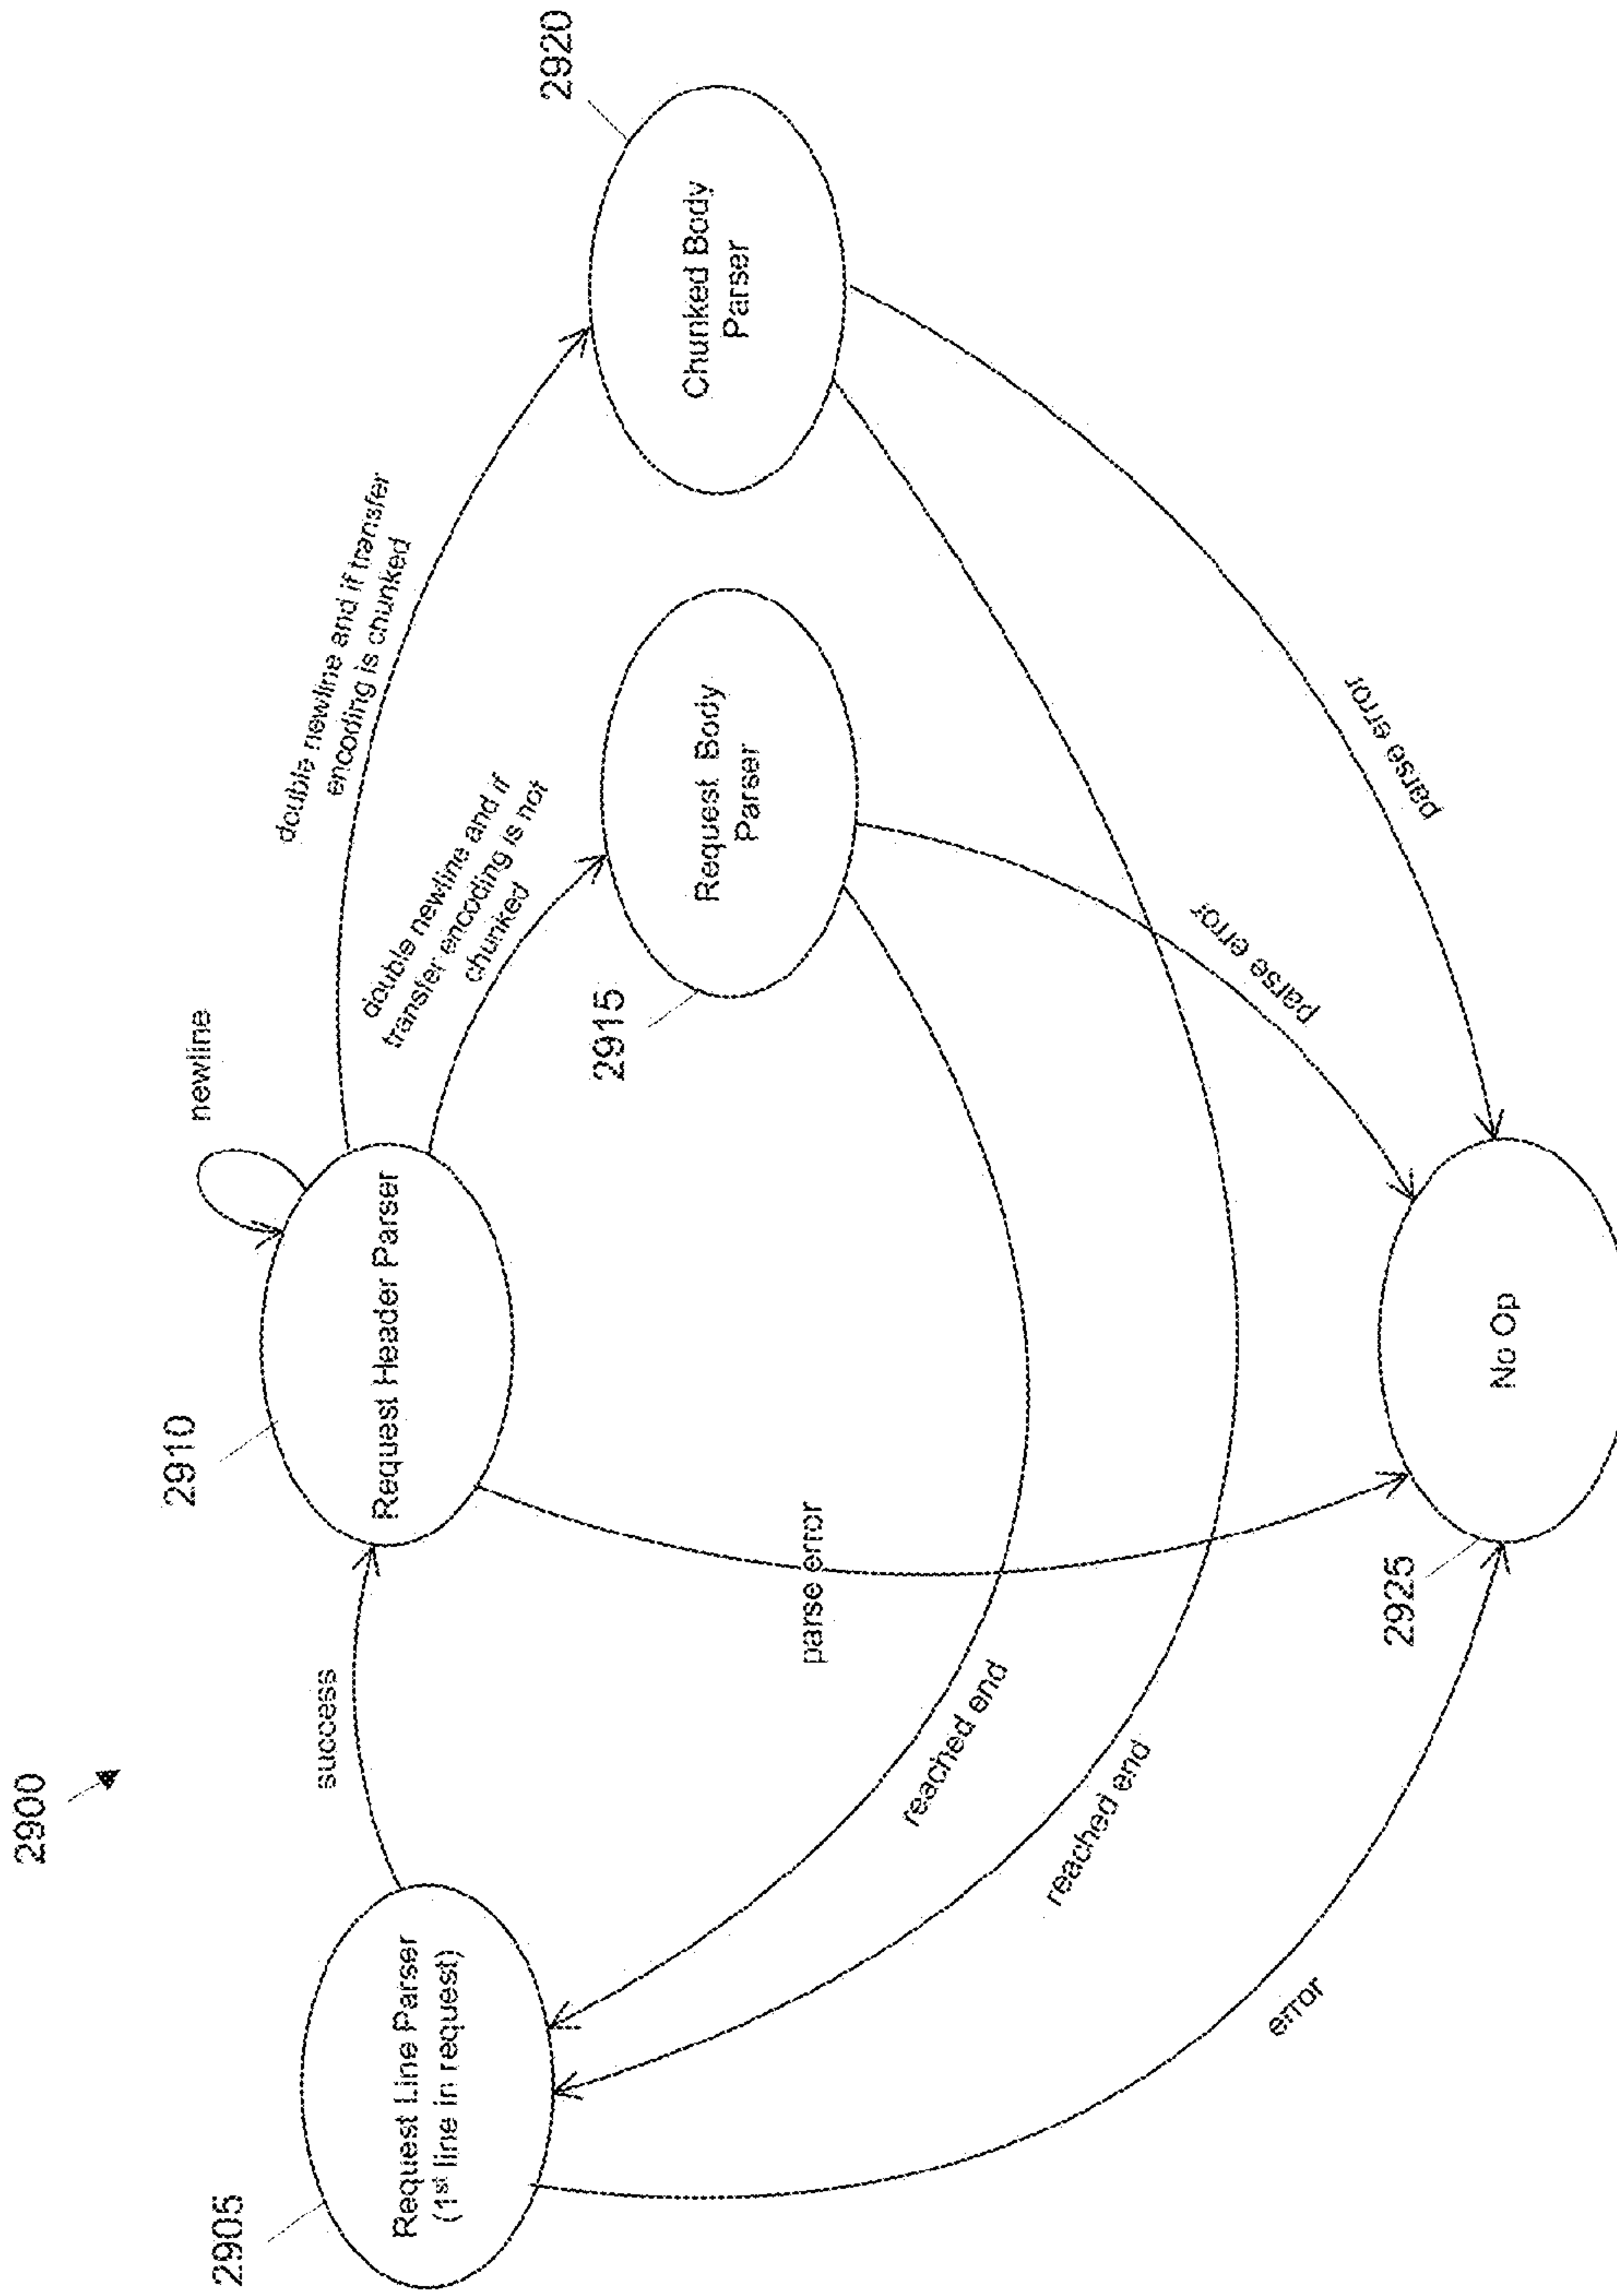 2900
2905
Request Line Parser
(1st line in request)
success
2910
Request Header Parser
newline
double newline and if transfer
encoding is chunked
double newline and if
transfer encoding is not
chunked
2915
Request Body
Parser
2920
Chunked Body
Parser
parse error
reached end
reached end
parse error
parse error
error
2925
No Op